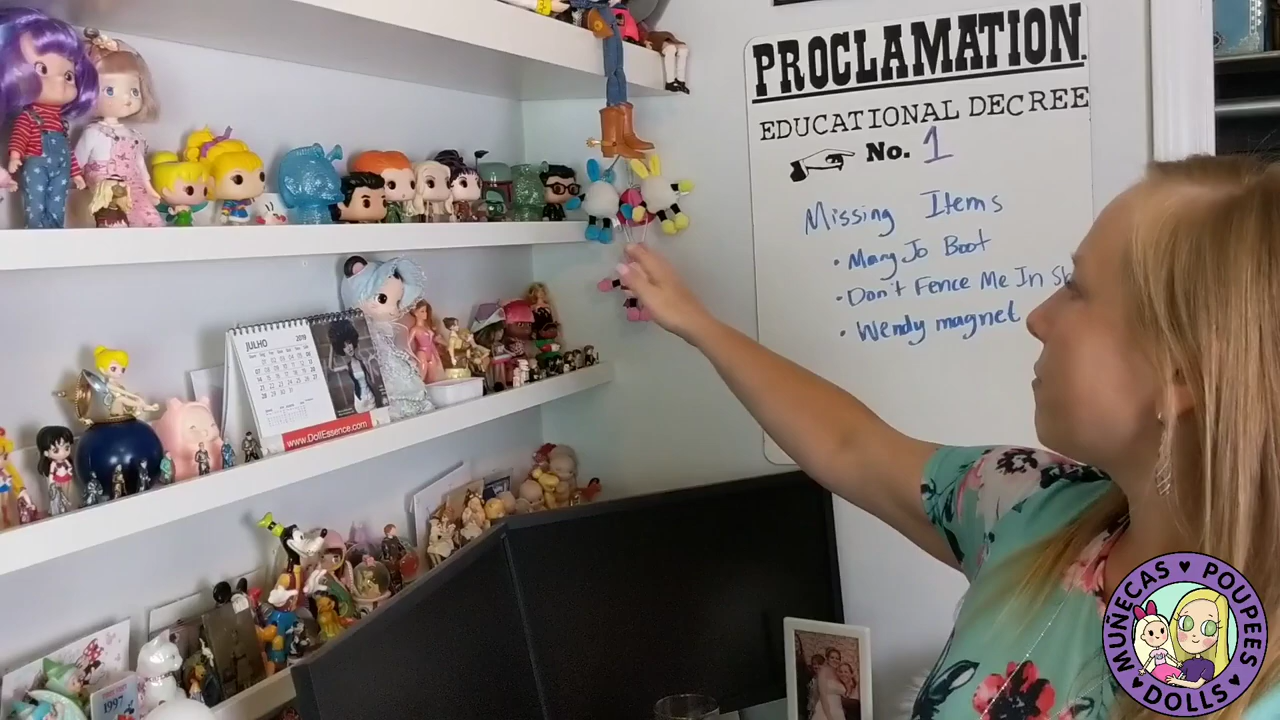 PROCLAMATION.
EDUCATIONAL DECREE
No. 1
Missing Items
• Mary Jo Boot
• Don't Fence Me In
• Wendy magnet
JULHO 2019
www.DollEssence.com
1997
MUÑECAS ♥ POUPEES ♥ DOLLS ♥